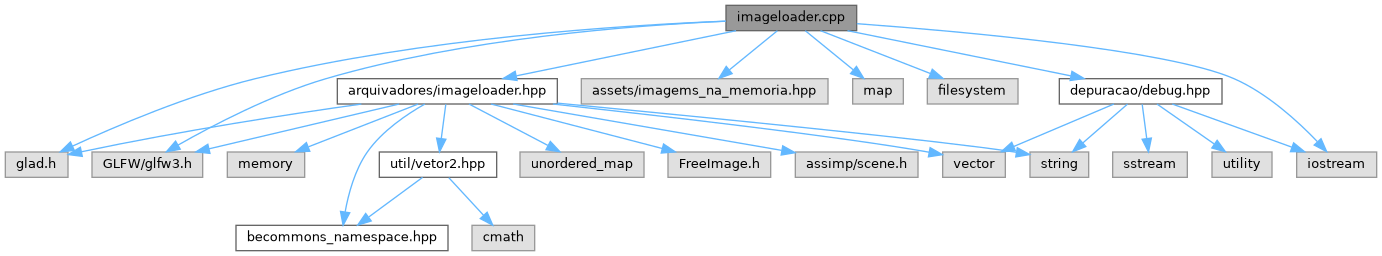 imageloader.cpp
arquivadores/imageloader.hpp
assets/imagems_na_memoria.hpp
map
filesystem
depuracao/debug.hpp
glad.h
GLFW/glfw3.h
memory
util/vetor2.hpp
unordered_map
FreeImage.h
assimp/scene.h
vector
string
sstream
utility
iostream
becommons_namespace.hpp
cmath